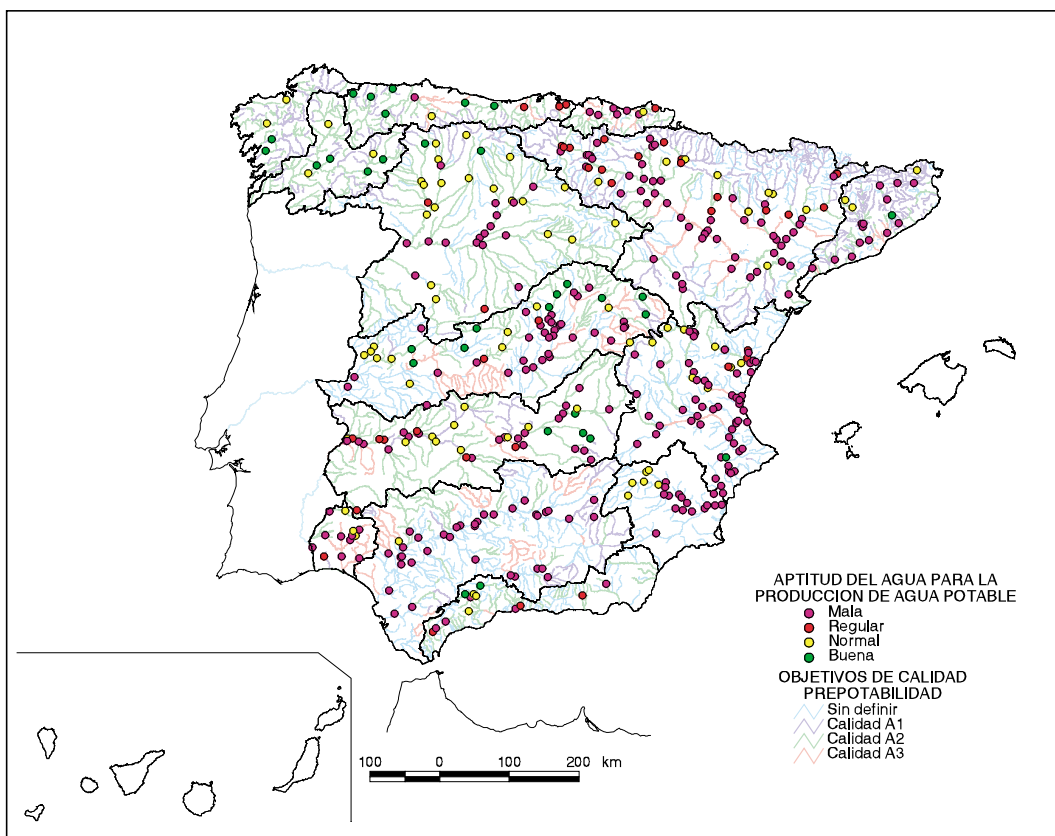 APTITUD DEL AGUA PARA LA
PRODUCCION DE AGUA POTABLE
Mala
Regular
Normal
Buena
OBJETIVOS DE CALIDAD
PREPOTABILIDAD
Sin definir
Calidad A1
Calidad A2
Calidad A3
100 0 100 200 km